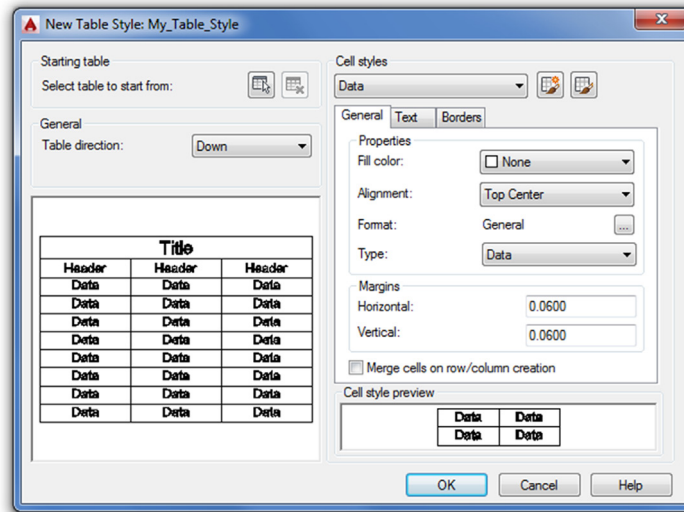 New Table Style: My_Table_Style
Starting table
Select table to start from:
General
Table direction:
Down
Title
Header Header Header
Data Data Data
Data Data Data
Data Data Data
Data Data Data
Data Data Data
Data Data Data
Data Data Data
Data Data Data
Cell styles
Data
General Text Borders
Properties
Fill color:
None
Alignment:
Top Center
Format:
General
...
Type:
Data
Margins
Horizontal:
0.0600
Vertical:
0.0600
Merge cells on row/column creation
Cell style preview
Data Data
Data Data
OK Cancel Help